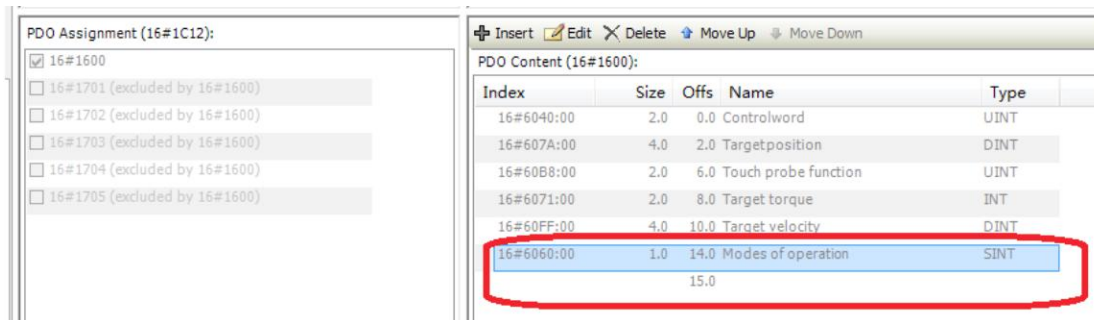 PDO Assignment (16#1C12):
16#1600
16#1701 (excluded by 16#1600)
16#1702 (excluded by 16#1600)
16#1703 (excluded by 16#1600)
16#1704 (excluded by 16#1600)
16#1705 (excluded by 16#1600)
Insert Edit Delete Move Up Move Down
PDO Content (16#1600):
Index Size Offs Name Type
16#6040:00 2.0 0.0 Controlword UINT
16#607A:00 4.0 2.0 Targetposition DINT
16#60B8:00 2.0 6.0 Touch probe function UINT
16#6071:00 2.0 8.0 Target torque INT
16#60FF:00 4.0 10.0 Target velocity DINT
16#6060:00 1.0 14.0 Modes of operation SINT
15.0